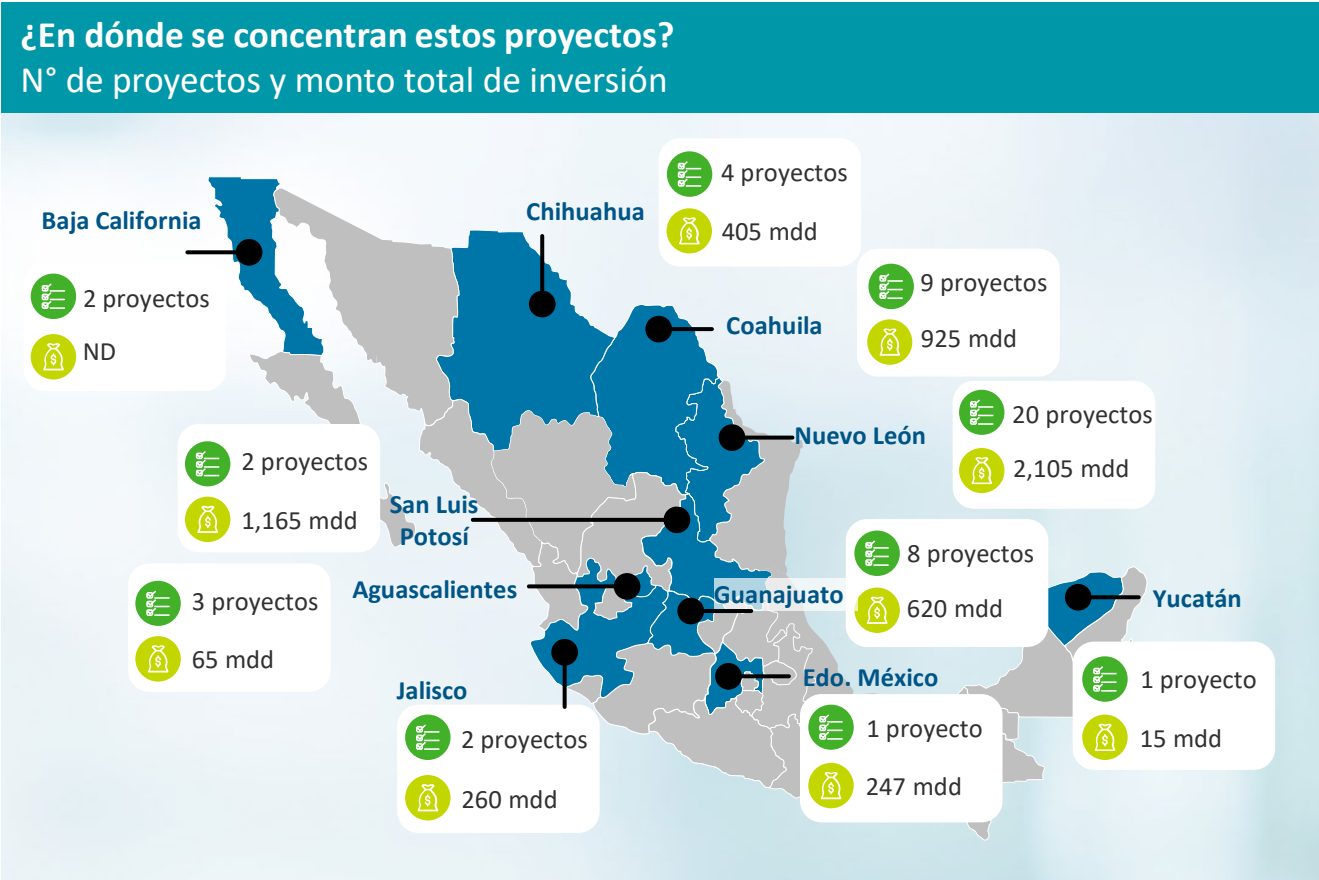 ¿En dónde se concentran estos proyectos?
N° de proyectos y monto total de inversión
Baja California
2 proyectos
ND
Chihuahua
4 proyectos
405 mdd
Coahuila
9 proyectos
925 mdd
Nuevo León
20 proyectos
2,105 mdd
San Luis
Potosí
2 proyectos
1,165 mdd
Aguascalientes
3 proyectos
65 mdd
Guanajuato
8 proyectos
620 mdd
Yucatán
1 proyecto
15 mdd
Jalisco
2 proyectos
260 mdd
Edo. México
1 proyecto
247 mdd